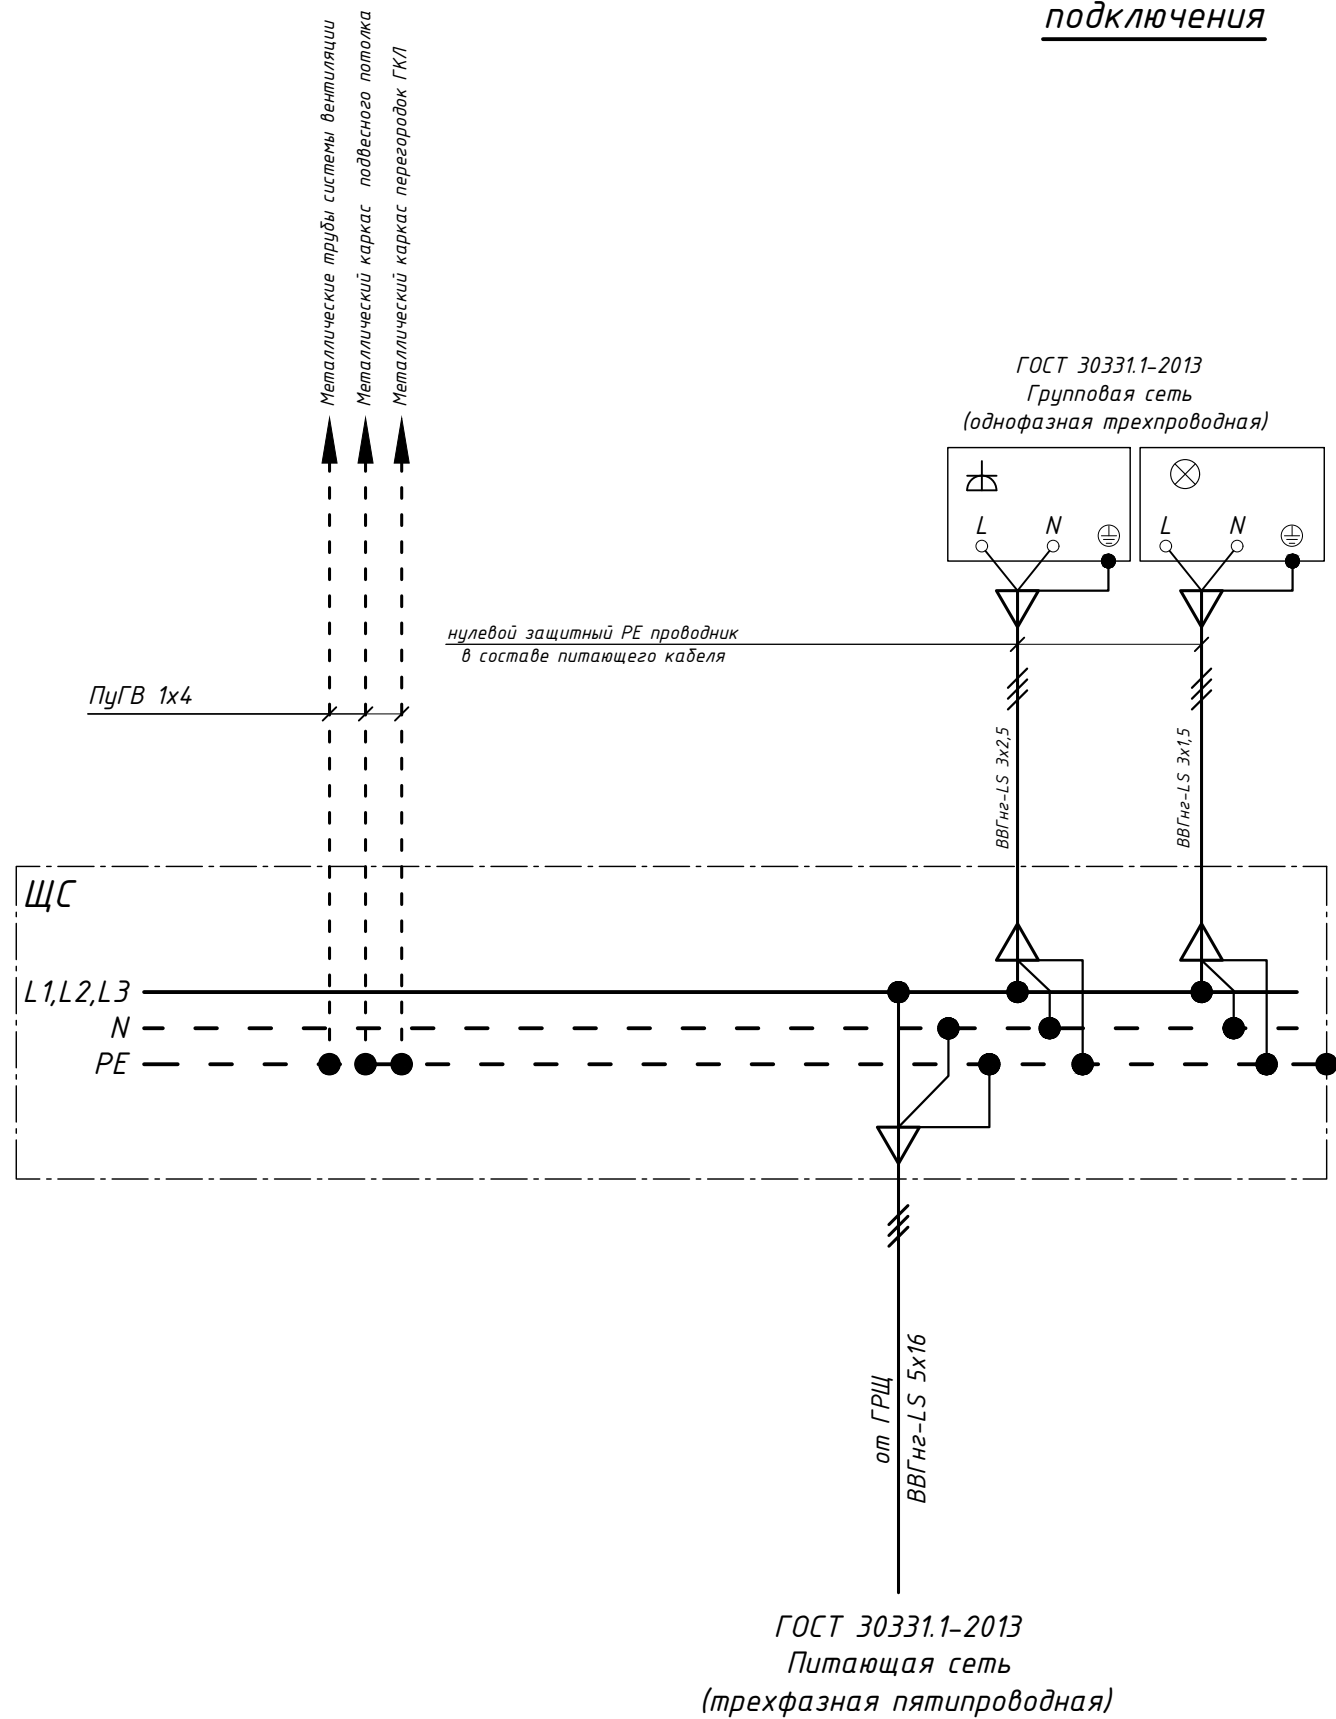 подключения
Металлические трубы системы вентиляции
Металлический каркас подвесного потолка
Металлический каркас перегородок ГКЛ
ГОСТ 30331.1-2013
Групповая сеть
(однофазная трехпроводная)
L N L N
нулевой защитный PE проводник
в составе питающего кабеля
ПуГВ 1х4
ВВГнг-LS 3х2,5
ВВГнг-LS 3х1,5
ЩС
L1,L2,L3
N
PE
от ГРЩ
ВВГнг-LS 5х16
ГОСТ 30331.1-2013
Питающая сеть
(трехфазная пятипроводная)